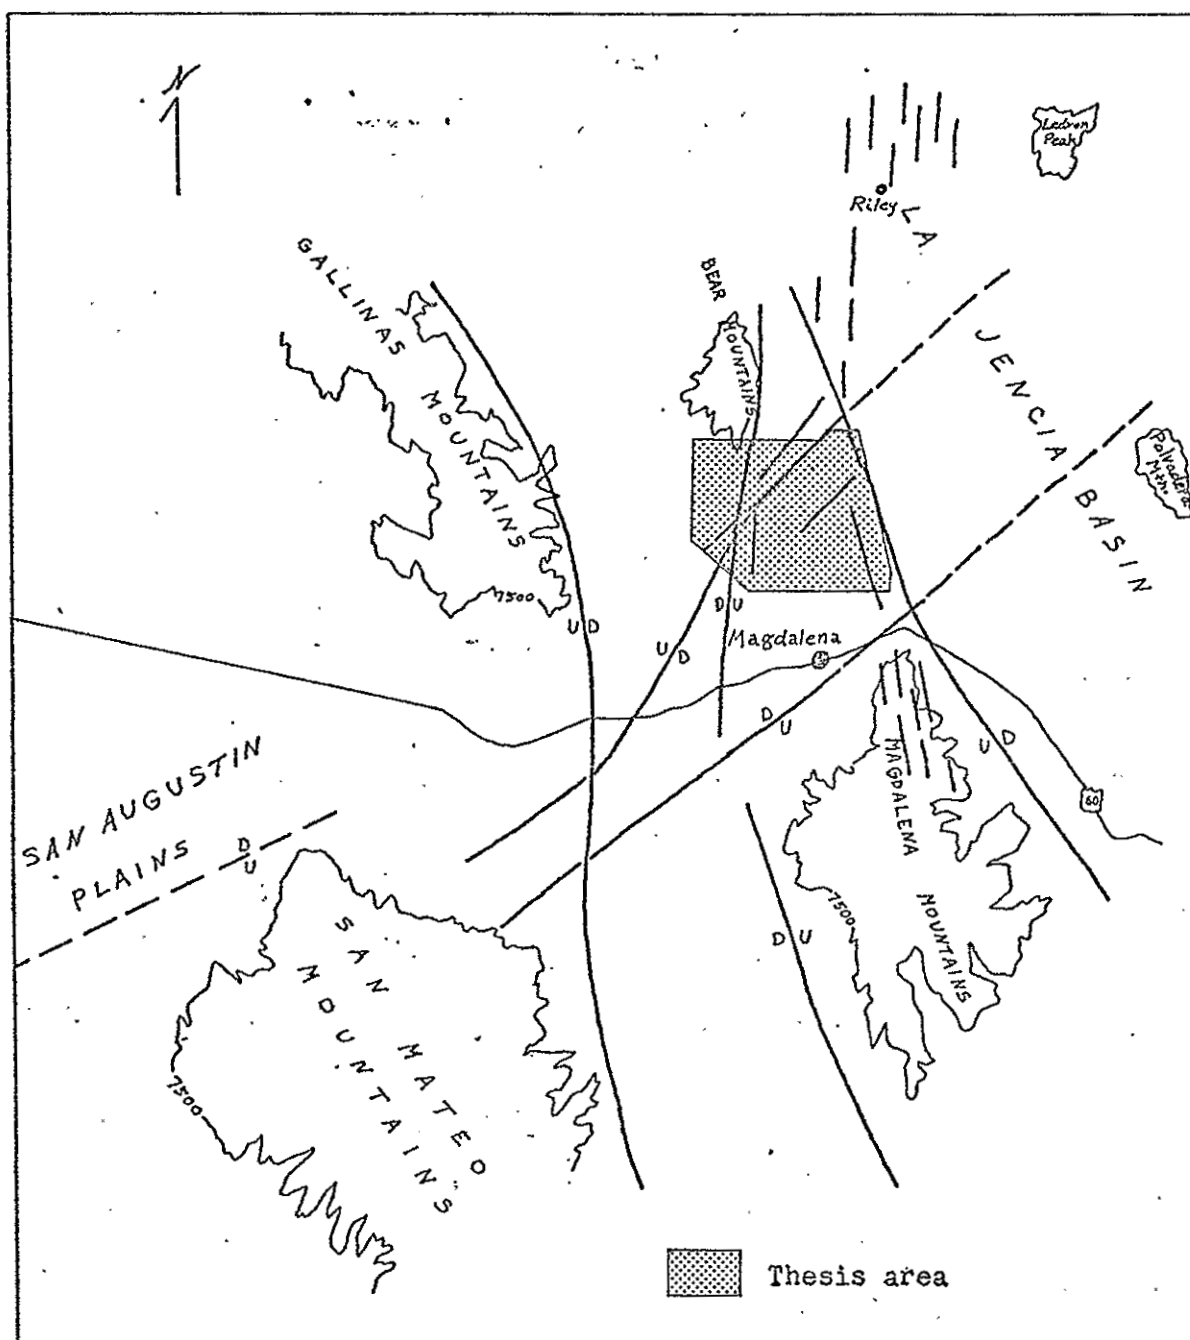 N
Ladron
Peak
Riley
LA
JENCIA
BASIN
GALLINAS
MOUNTAINS
BEAR
MOUNTAINS
Polvadera
Mtn.
7500
U D
D U
U D
Magdalena
D U
U D
MAGDALENA
MOUNTAINS
60
SAN AUGUSTIN
PLAINS
D U
7500
D U
SAN MATEO
MOUNTAINS
7500
Thesis area